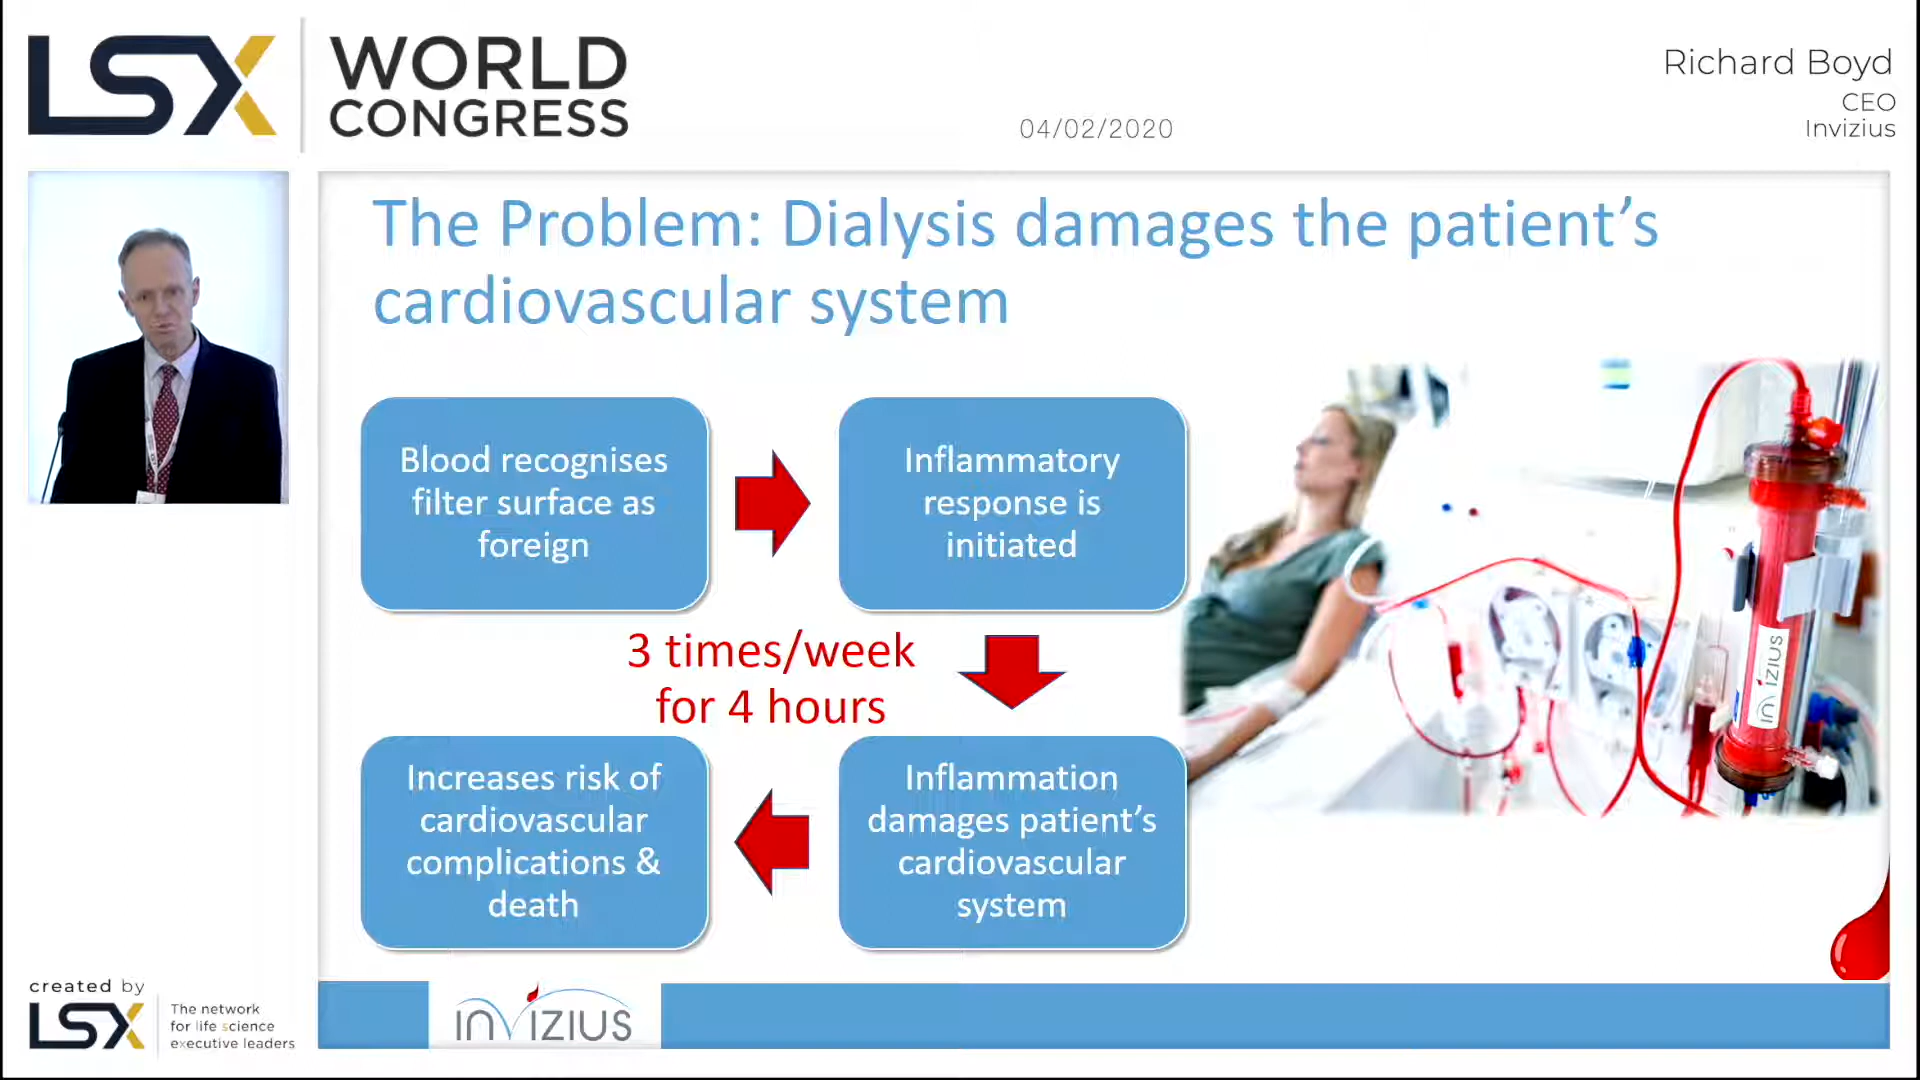 LSX
WORLD
CONGRESS
04/02/2020
Richard Boyd
CEO
Invizius
The Problem: Dialysis damages the patient’s
cardiovascular system
Blood recognises
filter surface as
foreign
Inflammatory
response is
initiated
3 times/week
for 4 hours
Increases risk of
cardiovascular
complications &
death
Inflammation
damages patient’s
cardiovascular
system
INVIZIUS
created by
LSX
The network
for life science
executive leaders
INVIZIUS